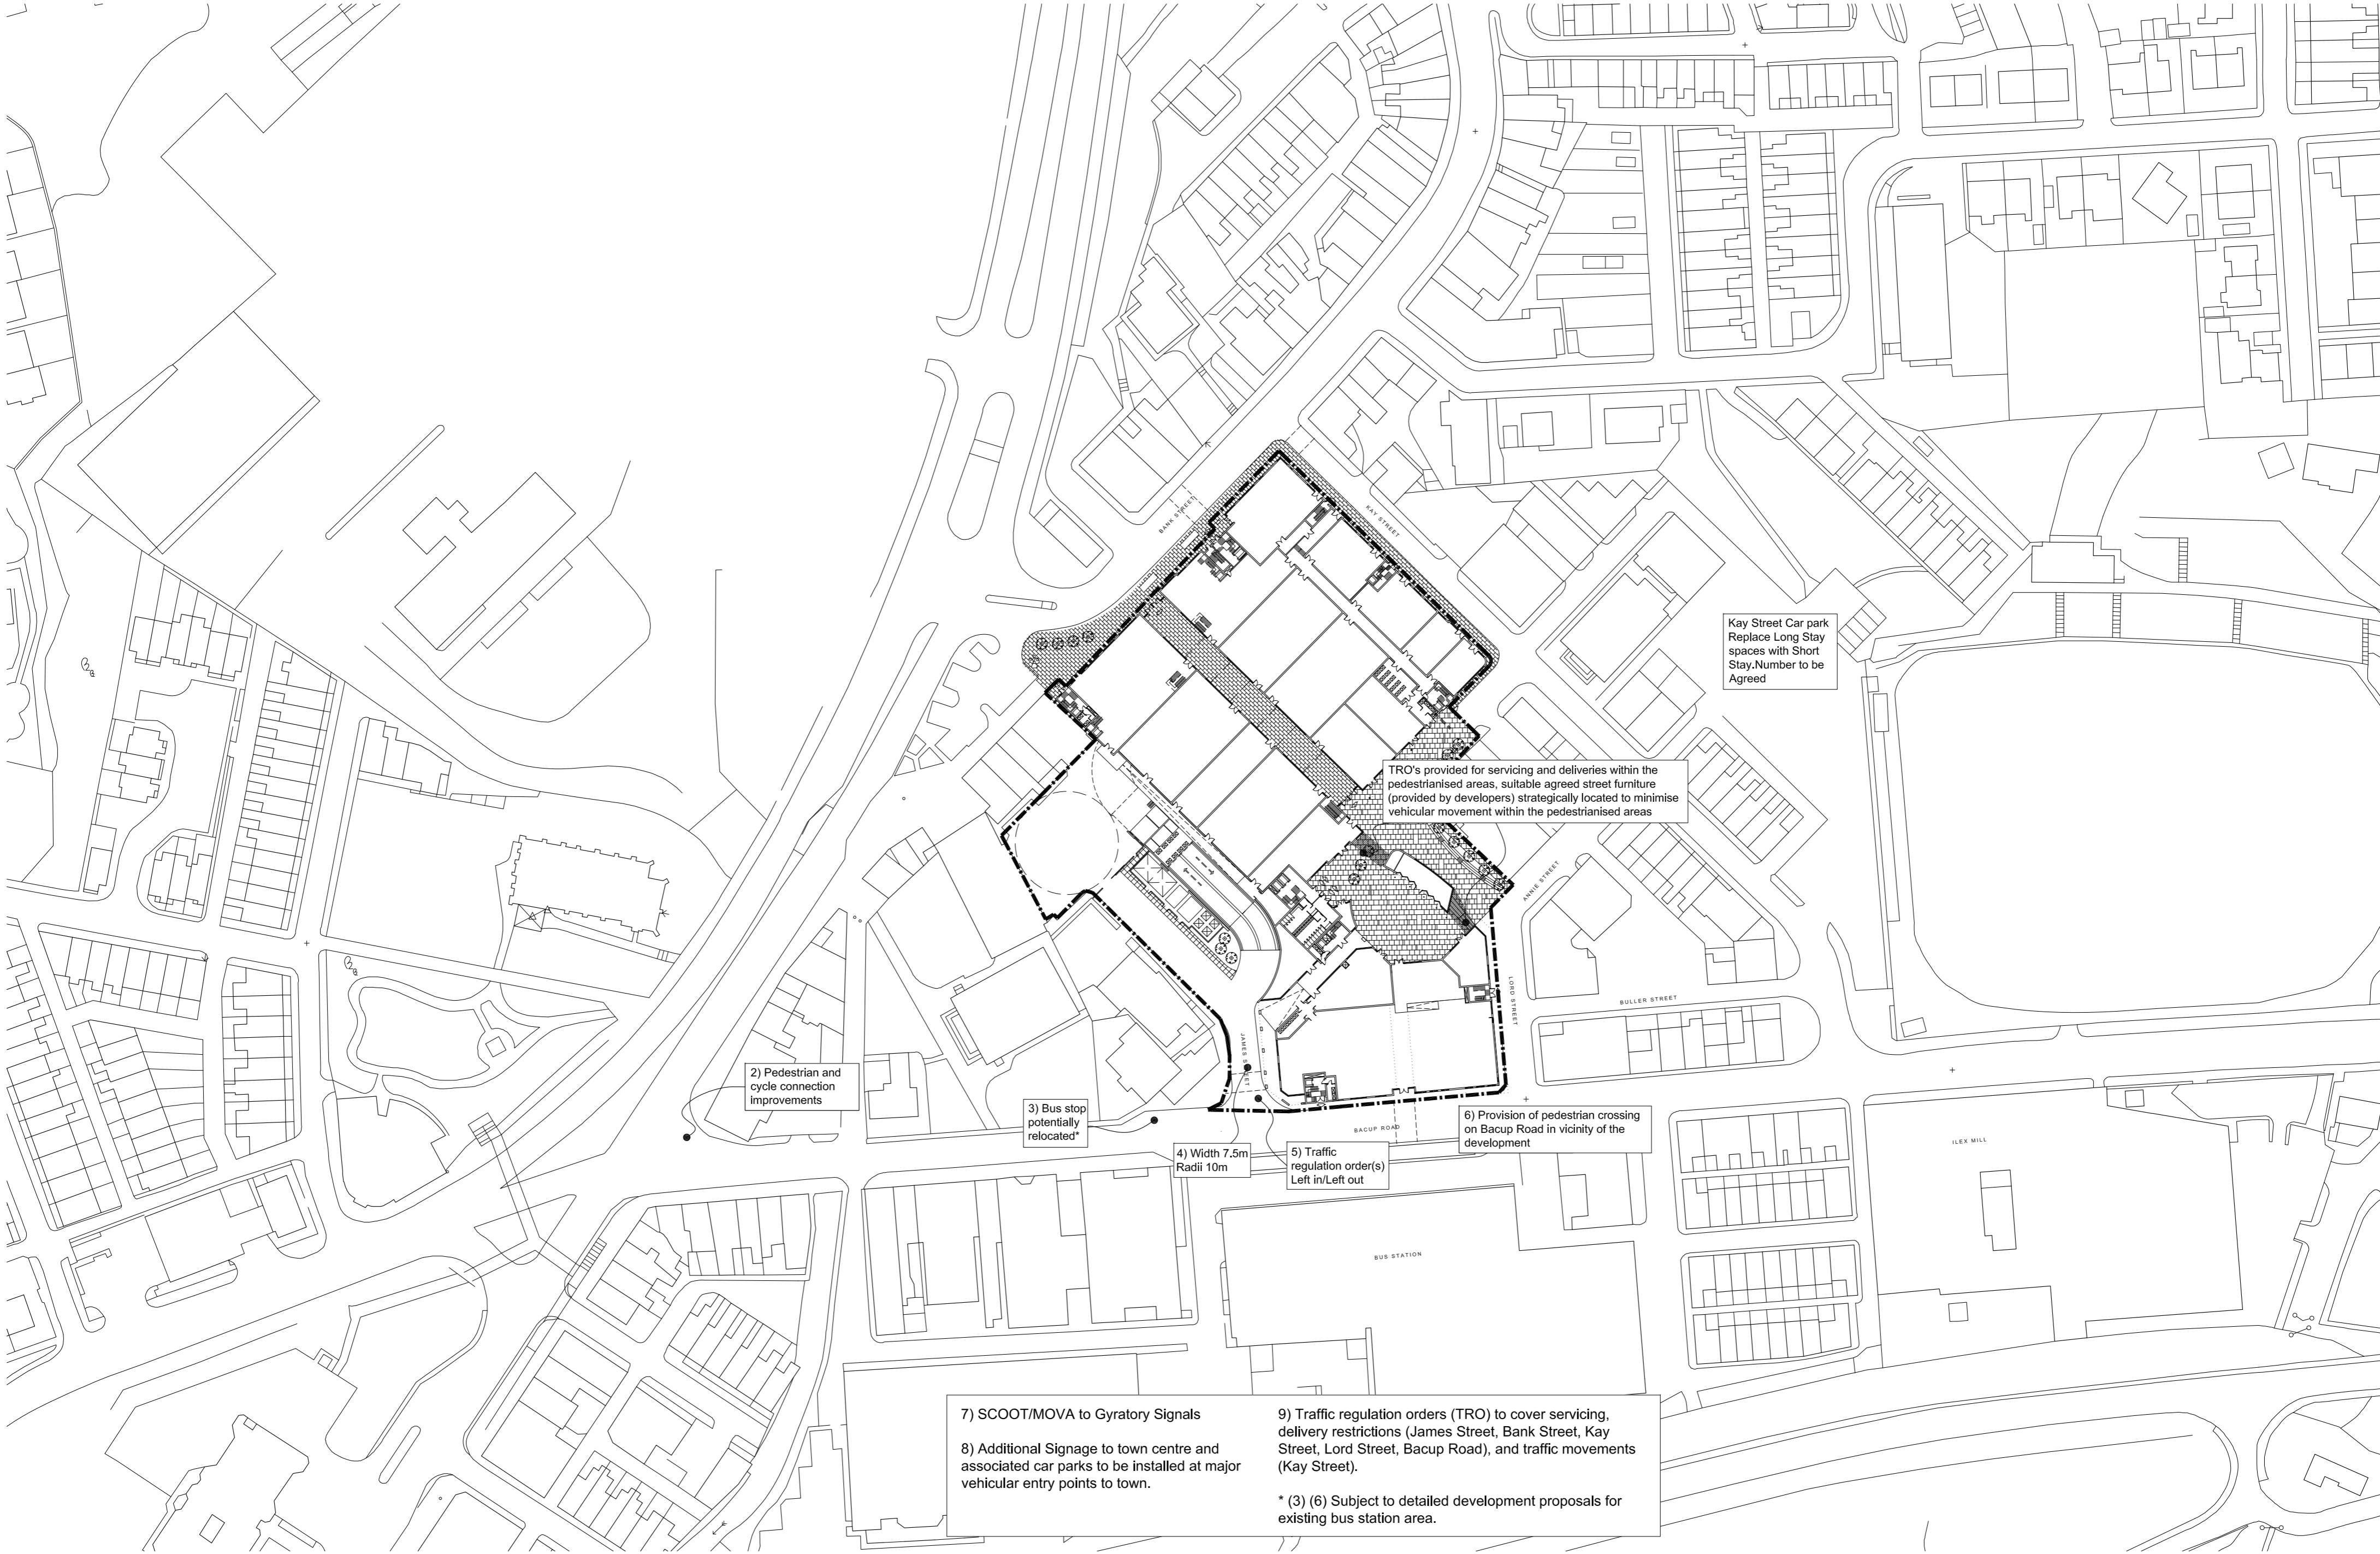 BANK STREET
KAY STREET
Kay Street Car park
Replace Long Stay
spaces with Short
Stay.Number to be
Agreed
TRO's provided for servicing and deliveries within the
pedestrianised areas, suitable agreed street furniture
(provided by developers) strategically located to minimise
vehicular movement within the pedestrianised areas
ANNIE STREET
LORD STREET
BULLER STREET
JAMES STREET
2) Pedestrian and
cycle connection
improvements
3) Bus stop
potentially
relocated*
BACUP ROAD
6) Provision of pedestrian crossing
on Bacup Road in vicinity of the
development
4) Width 7.5m
Radii 10m
5) Traffic
regulation order(s)
Left in/Left out
ILEX MILL
BUS STATION
7) SCOOT/MOVA to Gyratory Signals
8) Additional Signage to town centre and
associated car parks to be installed at major
vehicular entry points to town.
9) Traffic regulation orders (TRO) to cover servicing,
delivery restrictions (James Street, Bank Street, Kay
Street, Lord Street, Bacup Road), and traffic movements
(Kay Street).
* (3) (6) Subject to detailed development proposals for
existing bus station area.